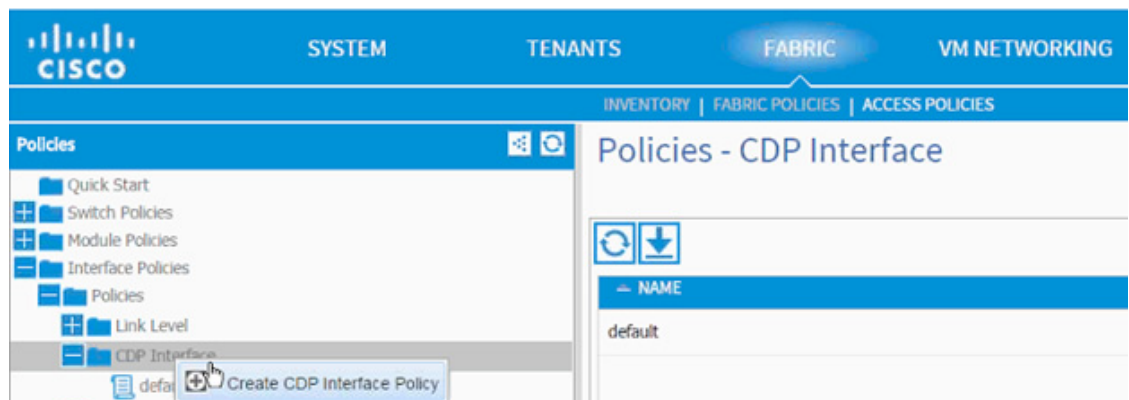 CISCO
SYSTEM TENANTS FABRIC VM NETWORKING
INVENTORY | FABRIC POLICIES | ACCESS POLICIES
Policies
Policies - CDP Interface
Quick Start
Switch Policies
Module Policies
Interface Policies
Policies
Link Level
CDP Interface
Create CDP Interface Policy
NAME
default